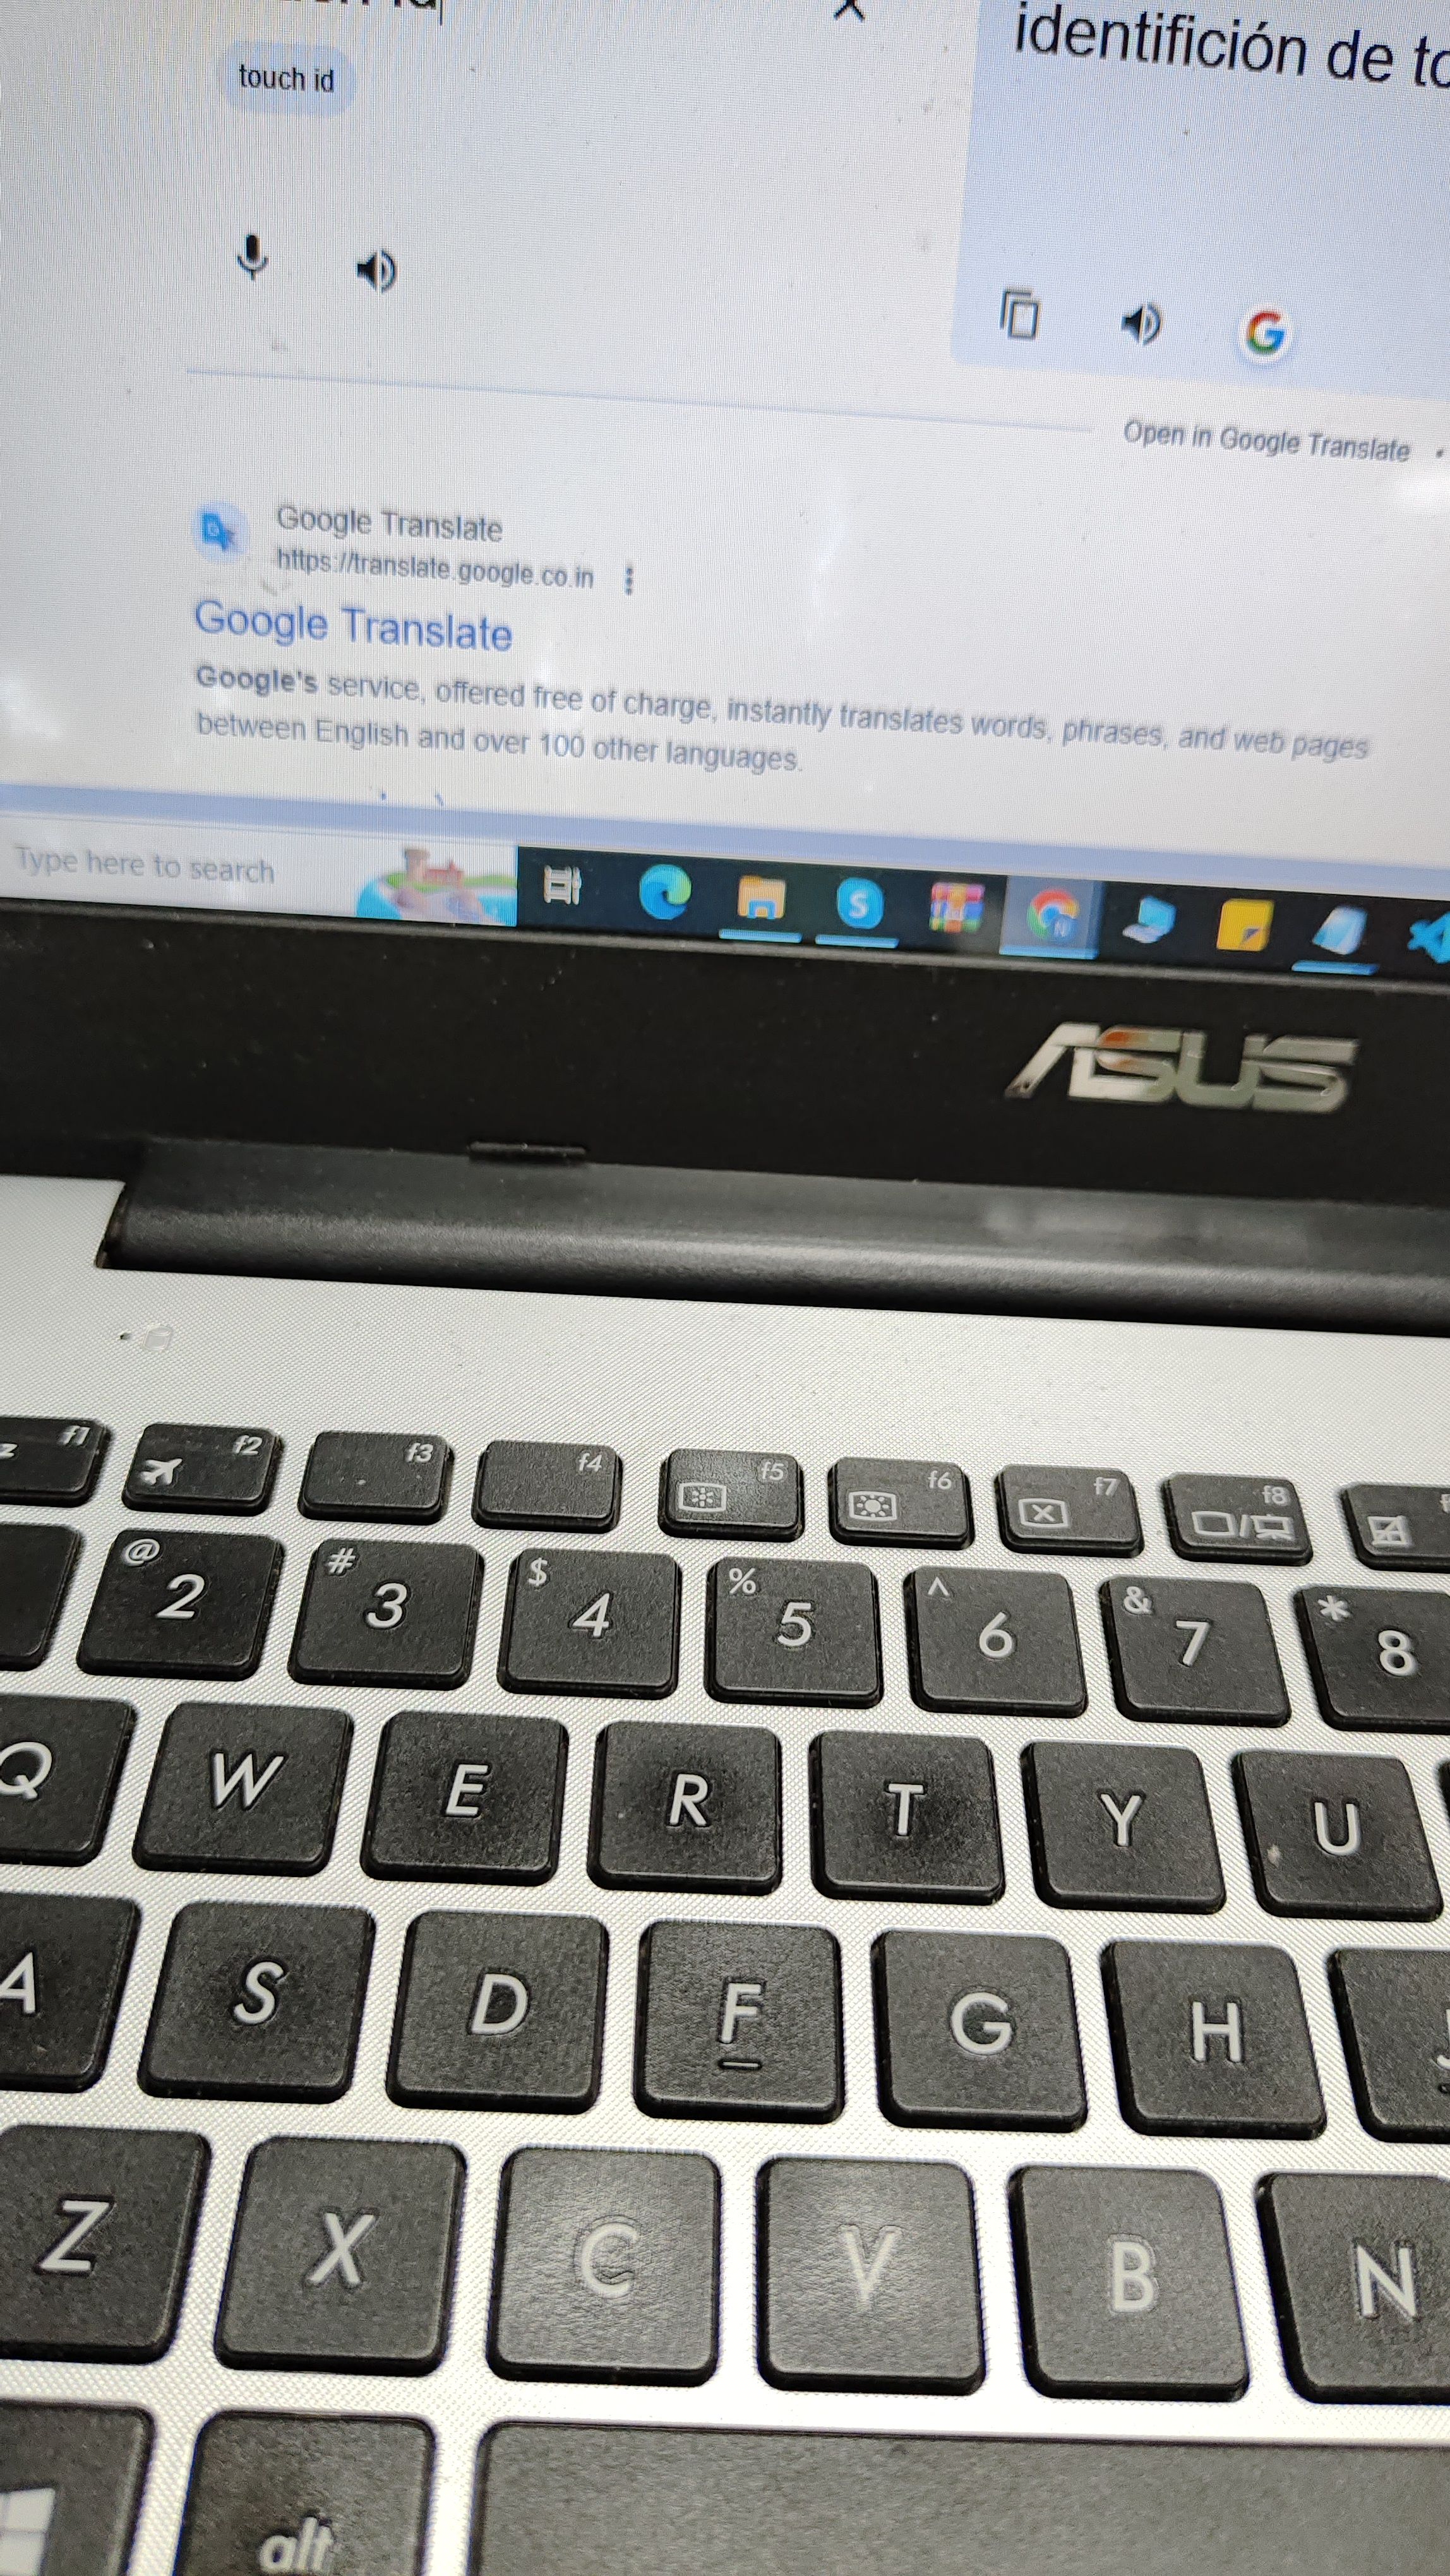 touch id
identifición de
Open in Google Translate
Google Translate
https://translate.google.co.in
Google Translate
Google's service, offered free of charge, instantly translates words, phrases, and web pages
between English and over 100 other languages.
Type here to search
ASUS
f1 f2 f3 f4 f5 f6 f7 f8
@ 2 # 3 $ 4 % 5 ^ 6 & 7 * 8
Q W E R T Y U
A S D F G H
Z X C V B N
alt